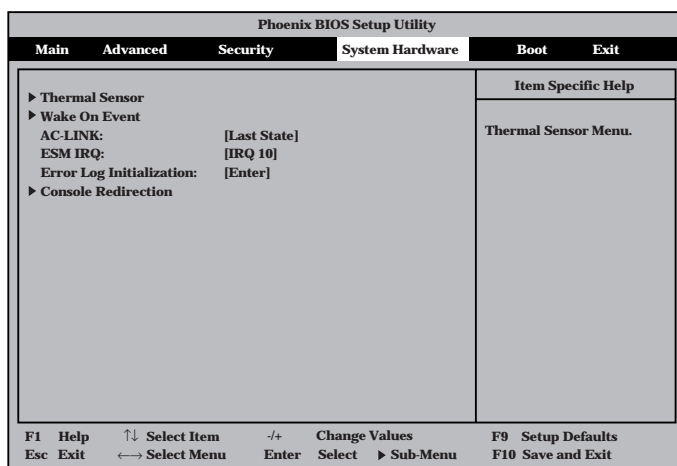 Phoenix BIOS Setup Utility
Main Advanced Security System Hardware Boot Exit
Item Specific Help
▶ Thermal Sensor
▶ Wake On Event
Thermal Sensor Menu.
AC-LINK: [Last State]
ESM IRQ: [IRQ 10]
Error Log Initialization: [Enter]
▶ Console Redirection
F1 Help ↑↓ Select Item -/+ Change Values F9 Setup Defaults
Esc Exit ←→ Select Menu Enter Select ▶ Sub-Menu F10 Save and Exit